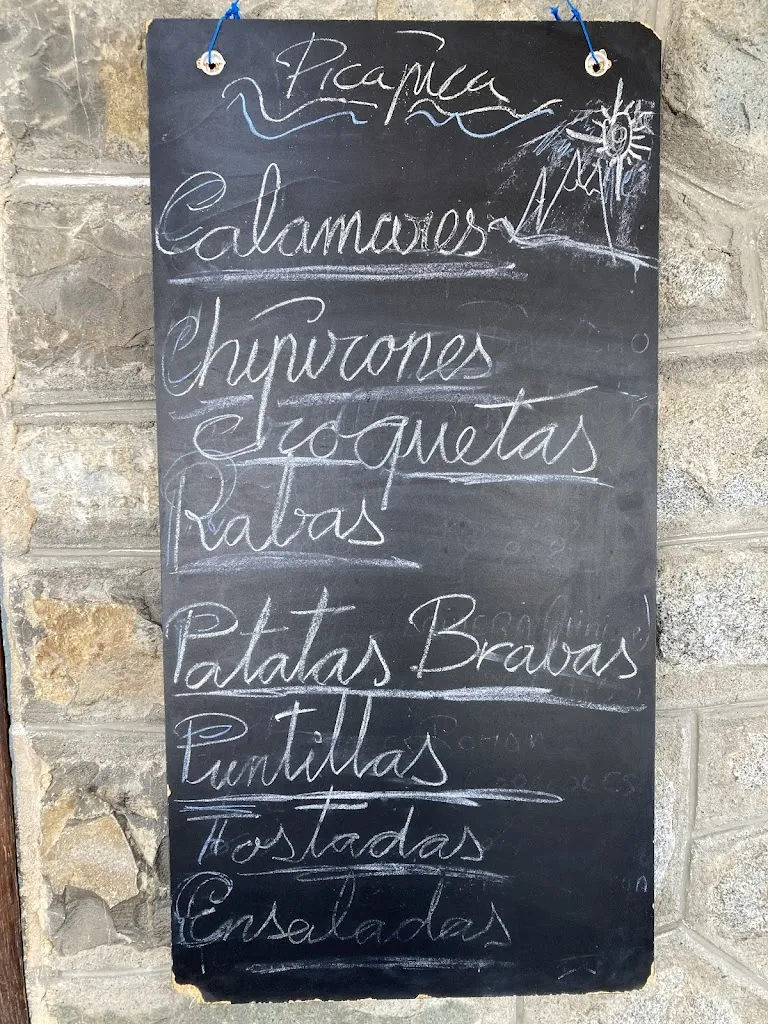 Picapica
Calamares
Chipirones
Croquetas
Rabas
Patatas Bravas
Puntillas
Tostadas
Ensaladas